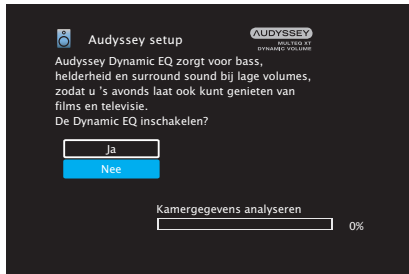 Audyssey setup
AUDYSSEY
MULTEQ XT
DYNAMIC VOLUME
Audyssey Dynamic EQ zorgt voor bass,
helderheid en surround sound bij lage volumes,
zodat u 's avonds laat ook kunt genieten van
films en televisie.
De Dynamic EQ inschakelen?
Ja
Nee
Kamergegevens analyseren
0%